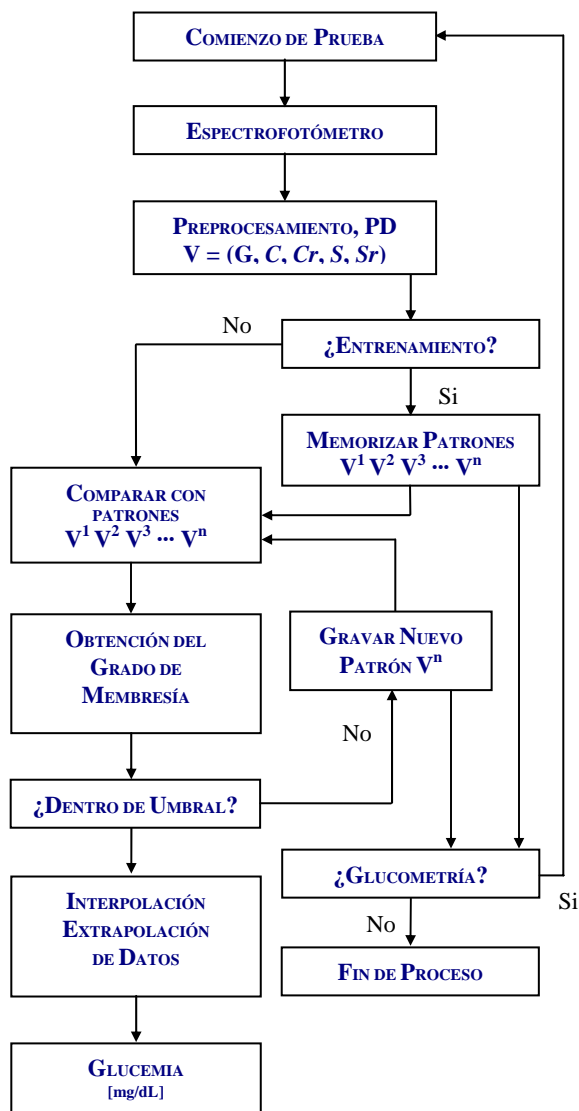 COMIENZO DE PRUEBA
ESPECTROFOTÓMETRO
PREPROCESAMIENTO, PD
V = (G, C, Cr, S, Sr)
No
¿ENTRENAMIENTO?
Si
MEMORIZAR PATRONES
V¹ V² V³ ... Vⁿ
COMPARAR CON
PATRONES
V¹ V² V³ ... Vⁿ
OBTENCIÓN DEL
GRADO DE
MEMBRESÍA
GRAVAR NUEVO
PATRÓN Vⁿ
No
¿DENTRO DE UMBRAL?
¿GLUCOMETRÍA?
Si
INTERPOLACIÓN
EXTRAPOLACIÓN
DE DATOS
No
FIN DE PROCESO
GLUCEMIA
[mg/dL]